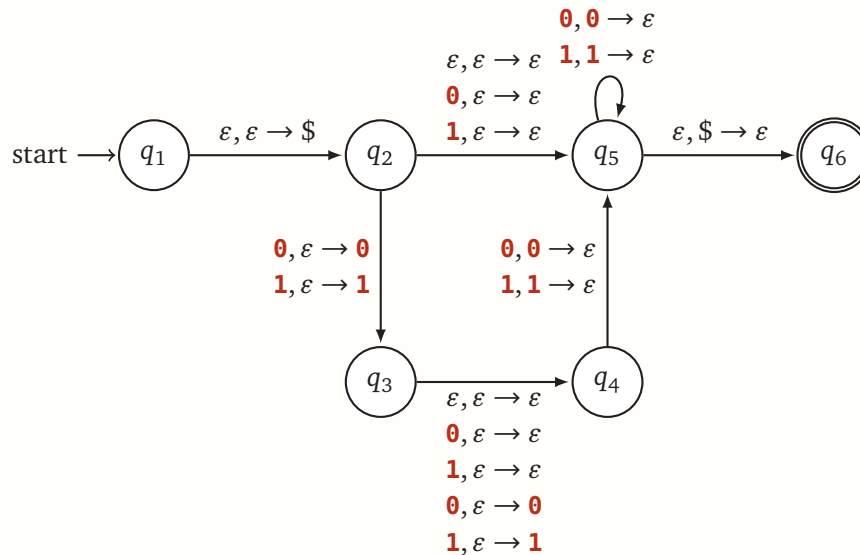 0, 0 → ε
1, 1 → ε
ε, ε → ε
0, ε → ε
1, ε → ε
start
q1
ε, ε → $
q2
q5
ε, $ → ε
q6
0, ε → 0
1, ε → 1
0, 0 → ε
1, 1 → ε
q3
q4
ε, ε → ε
0, ε → ε
1, ε → ε
0, ε → 0
1, ε → 1